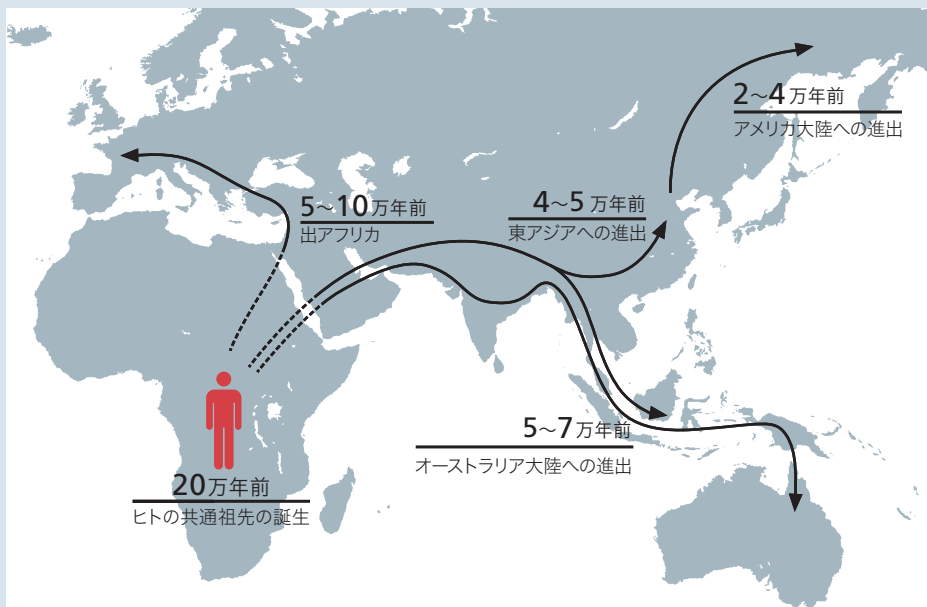 2～4万年前
アメリカ大陸への進出
5～10万年前
出アフリカ
4～5万年前
東アジアへの進出
5～7万年前
オーストラリア大陸への進出
20万年前
ヒトの共通祖先の誕生